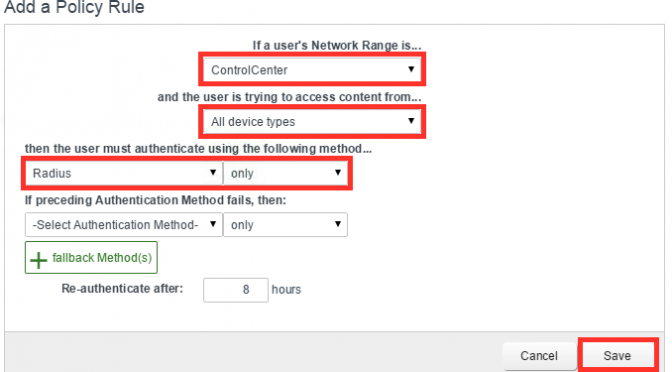 Add a Policy Rule
If a user's Network Range is...
ControlCenter
and the user is trying to access content from...
All device types
then the user must authenticate using the following method...
Radius only
If preceding Authentication Method fails, then:
-Select Authentication Method- only
+ fallback Method(s)
Re-authenticate after: 8 hours
Cancel Save